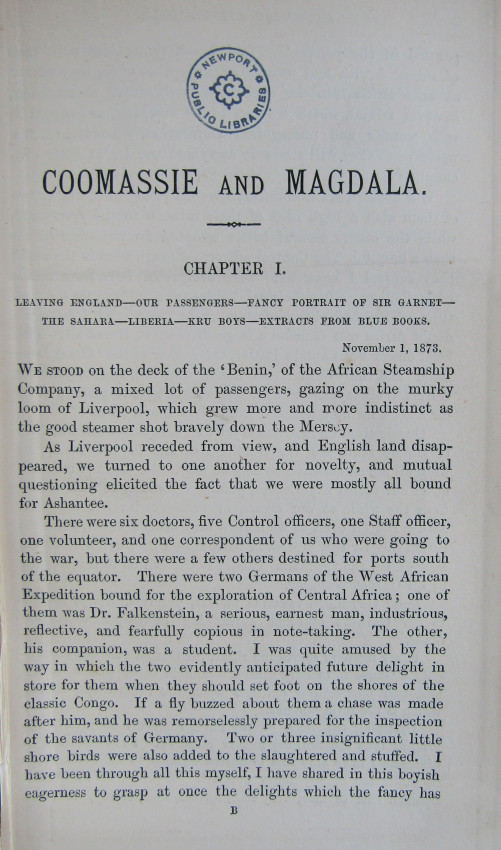 NEWPORT
C
PUBLIC LIBRARIES
COOMASSIE AND MAGDALA.
CHAPTER I.
LEAVING ENGLAND—OUR PASSENGERS—FANCY PORTRAIT OF SIR GARNET—
THE SAHARA—LIBERIA—KRU BOYS—EXTRACTS FROM BLUE BOOKS.
November 1, 1873.
WE STOOD on the deck of the ‘Benin,’ of the African Steamship
Company, a mixed lot of passengers, gazing on the murky
loom of Liverpool, which grew more and more indistinct as
the good steamer shot bravely down the Mersey.
As Liverpool receded from view, and English land disap-
peared, we turned to one another for novelty, and mutual
questioning elicited the fact that we were mostly all bound
for Ashantee.
There were six doctors, five Control officers, one Staff officer,
one volunteer, and one correspondent of us who were going to
the war, but there were a few others destined for ports south
of the equator. There were two Germans of the West African
Expedition bound for the exploration of Central Africa; one of
them was Dr. Falkenstein, a serious, earnest man, industrious,
reflective, and fearfully copious in note-taking. The other,
his companion, was a student. I was quite amused by the
way in which the two evidently anticipated future delight in
store for them when they should set foot on the shores of the
classic Congo. If a fly buzzed about them a chase was made
after him, and he was remorselessly prepared for the inspection
of the savants of Germany. Two or three insignificant little
shore birds were also added to the slaughtered and stuffed. I
have been through all this myself, I have shared in this boyish
eagerness to grasp at once the delights which the fancy has
B